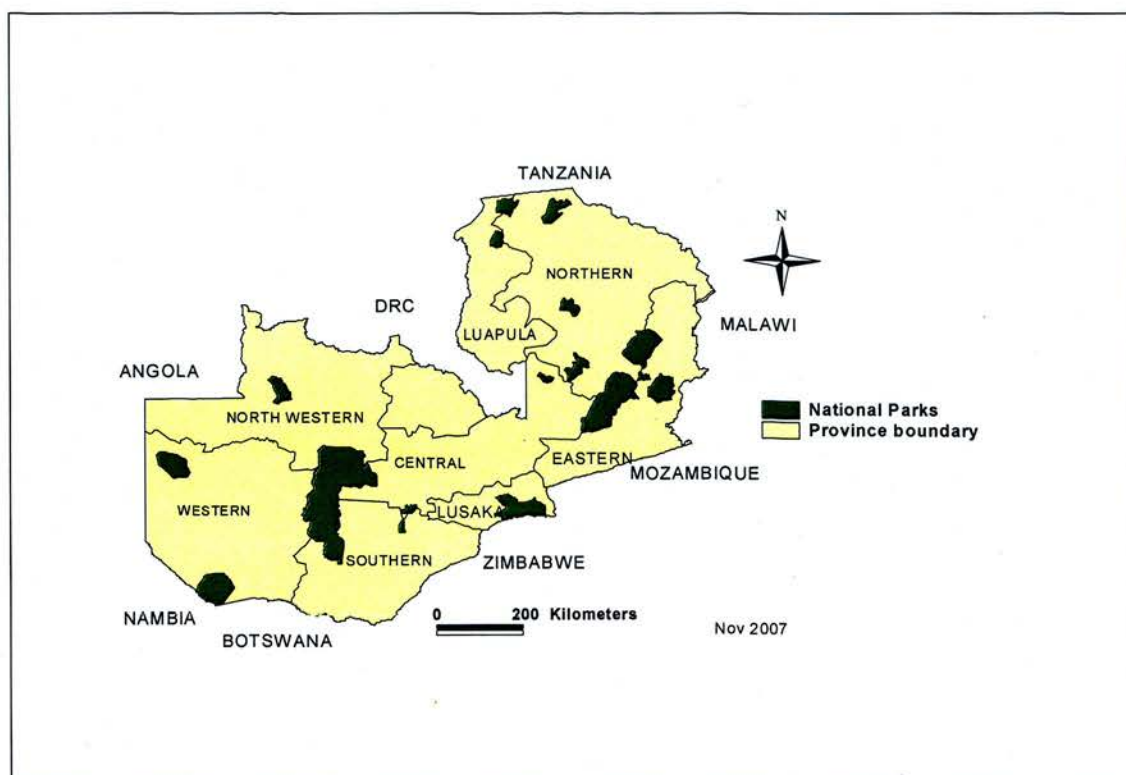 TANZANIA
N
NORTHERN
DRC
LUAPULA
MALAWI
ANGOLA
NORTH WESTERN
National Parks
Province boundary
CENTRAL
EASTERN
MOZAMBIQUE
WESTERN
LUSAKA
SOUTHERN
ZIMBABWE
NAMBIA
0 200 Kilometers
BOTSWANA
Nov 2007